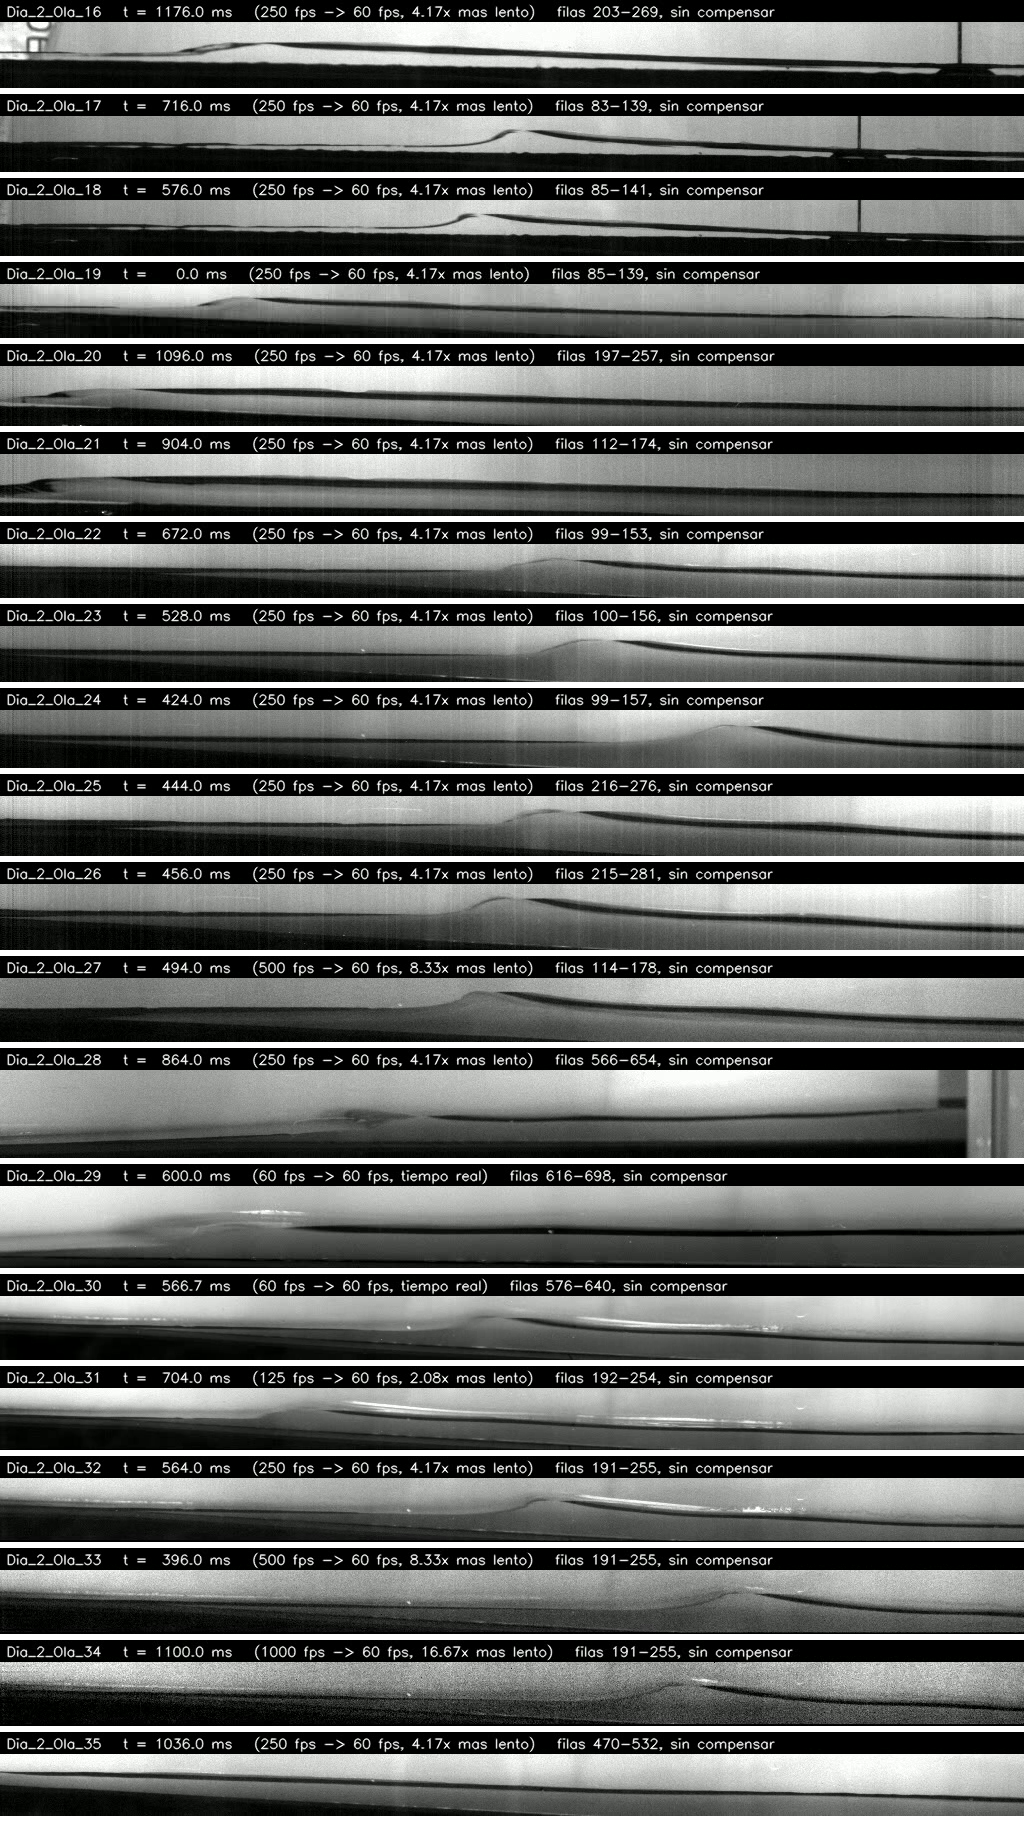 Dia_2_Ola_16 t = 1176.0 ms (250 fps -> 60 fps, 4.17x mas lento) filas 203-269, sin compensar
Dia_2_Ola_17 t = 716.0 ms (250 fps -> 60 fps, 4.17x mas lento) filas 83-139, sin compensar
Dia_2_Ola_18 t = 576.0 ms (250 fps -> 60 fps, 4.17x mas lento) filas 85-141, sin compensar
Dia_2_Ola_19 t = 0.0 ms (250 fps -> 60 fps, 4.17x mas lento) filas 85-139, sin compensar
Dia_2_Ola_20 t = 1096.0 ms (250 fps -> 60 fps, 4.17x mas lento) filas 197-257, sin compensar
Dia_2_Ola_21 t = 904.0 ms (250 fps -> 60 fps, 4.17x mas lento) filas 112-174, sin compensar
Dia_2_Ola_22 t = 672.0 ms (250 fps -> 60 fps, 4.17x mas lento) filas 99-153, sin compensar
Dia_2_Ola_23 t = 528.0 ms (250 fps -> 60 fps, 4.17x mas lento) filas 100-156, sin compensar
Dia_2_Ola_24 t = 424.0 ms (250 fps -> 60 fps, 4.17x mas lento) filas 99-157, sin compensar
Dia_2_Ola_25 t = 444.0 ms (250 fps -> 60 fps, 4.17x mas lento) filas 216-276, sin compensar
Dia_2_Ola_26 t = 456.0 ms (250 fps -> 60 fps, 4.17x mas lento) filas 215-281, sin compensar
Dia_2_Ola_27 t = 494.0 ms (500 fps -> 60 fps, 8.33x mas lento) filas 114-178, sin compensar
Dia_2_Ola_28 t = 864.0 ms (250 fps -> 60 fps, 4.17x mas lento) filas 566-654, sin compensar
Dia_2_Ola_29 t = 600.0 ms (60 fps -> 60 fps, tiempo real) filas 616-698, sin compensar
Dia_2_Ola_30 t = 566.7 ms (60 fps -> 60 fps, tiempo real) filas 576-640, sin compensar
Dia_2_Ola_31 t = 704.0 ms (125 fps -> 60 fps, 2.08x mas lento) filas 192-254, sin compensar
Dia_2_Ola_32 t = 564.0 ms (250 fps -> 60 fps, 4.17x mas lento) filas 191-255, sin compensar
Dia_2_Ola_33 t = 396.0 ms (500 fps -> 60 fps, 8.33x mas lento) filas 191-255, sin compensar
Dia_2_Ola_34 t = 1100.0 ms (1000 fps -> 60 fps, 16.67x mas lento) filas 191-255, sin compensar
Dia_2_Ola_35 t = 1036.0 ms (250 fps -> 60 fps, 4.17x mas lento) filas 470-532, sin compensar